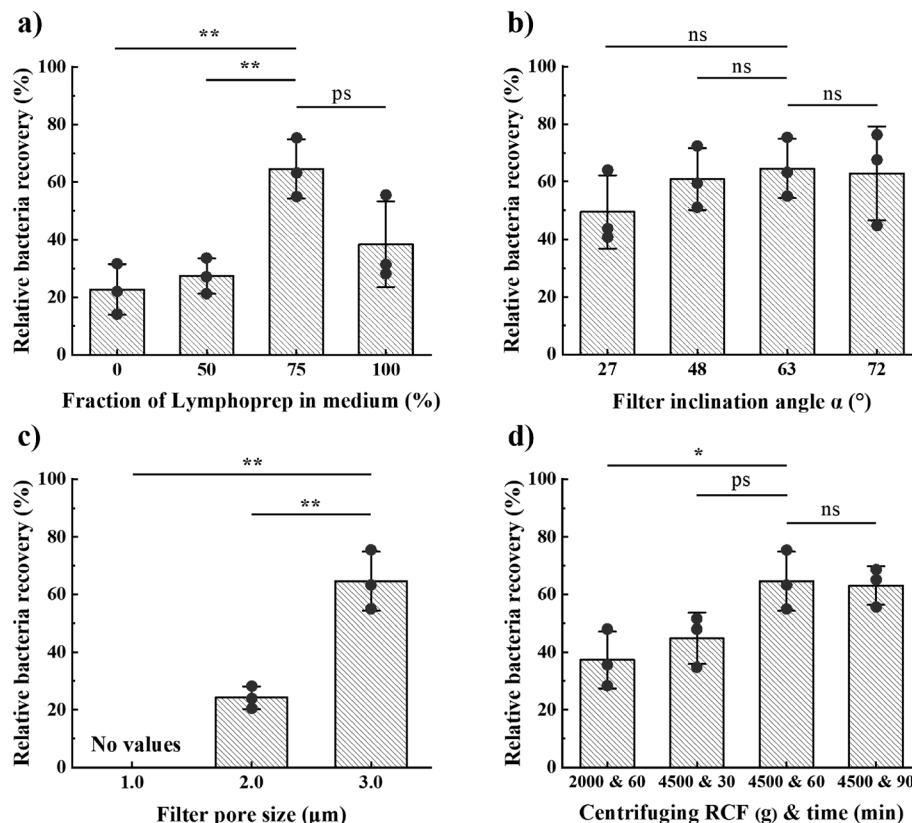 a)
**
**
ps
Relative bacteria recovery (%)
100
80
60
40
20
0
0 50 75 100
Fraction of Lymphoprep in medium (%)
b)
ns
ns
ns
Relative bacteria recovery (%)
100
80
60
40
20
0
27 48 63 72
Filter inclination angle α (°)
c)
**
**
Relative bacteria recovery (%)
100
80
60
40
20
0
No values
1.0 2.0 3.0
Filter pore size (µm)
d)
*
ps
ns
Relative bacteria recovery (%)
100
80
60
40
20
0
2000 & 60 4500 & 30 4500 & 60 4500 & 90
Centrifuging RCF (g) & time (min)